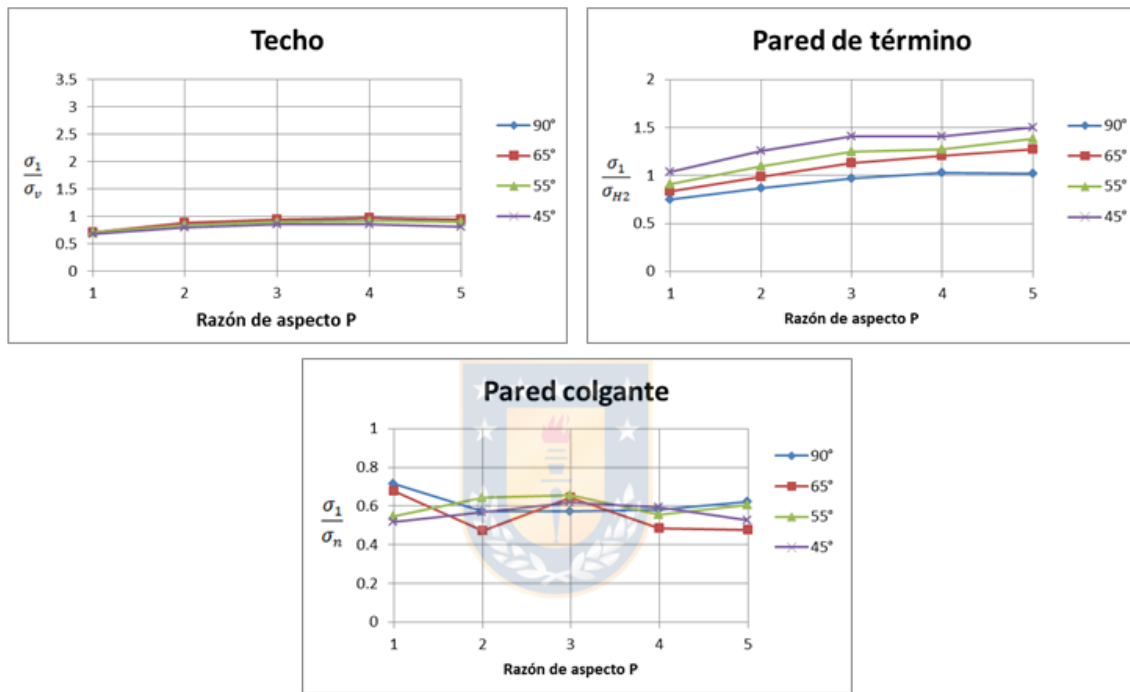 Techo
3.5
3
2.5
2
1.5
1
0.5
0
σ1
σv
1 2 3 4 5
Razón de aspecto P
90°
65°
55°
45°
Pared de término
2
1.5
1
0.5
0
σ1
σH2
1 2 3 4 5
Razón de aspecto P
90°
65°
55°
45°
Pared colgante
1
0.8
0.6
0.4
0.2
0
σ1
σn
1 2 3 4 5
Razón de aspecto P
90°
65°
55°
45°